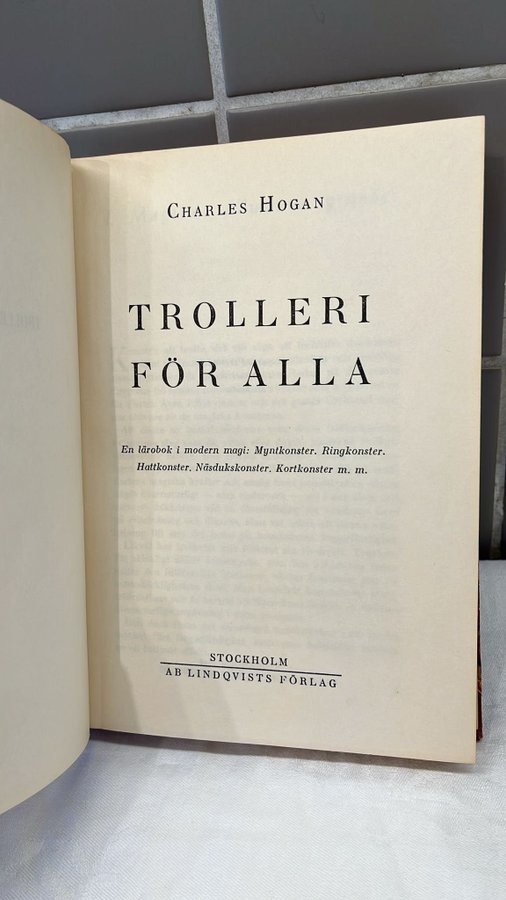 CHARLES HOGAN
TROLLERI
FÖR ALLA
En lärobok i modern magi: Myntkonster. Ringkonster.
Hattkonster. Näsdukskonster. Kortkonster m. m.
STOCKHOLM
AB LINDQVISTS FÖRLAG